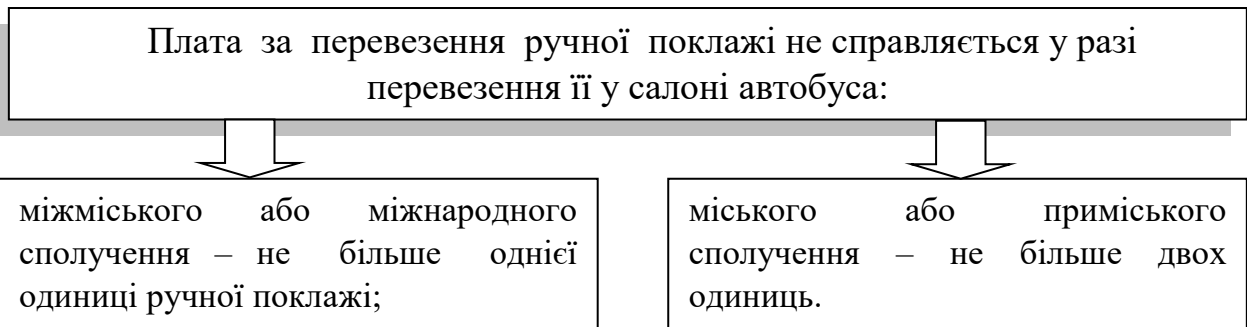 Плата за перевезення ручної поклажі не справляється у разі
перевезення її у салоні автобуса:
міжміського або міжнародного
сполучення – не більше однієї
одиниці ручної поклажі;
міського або приміського
сполучення – не більше двох
одиниць.